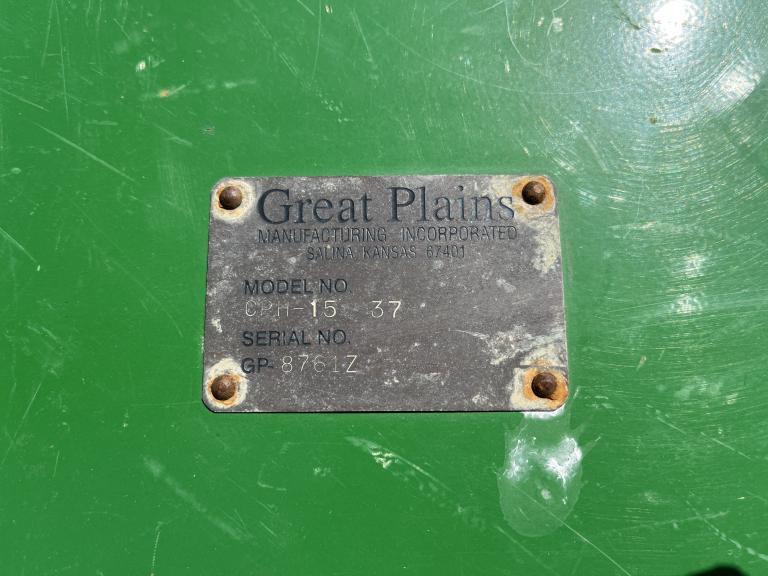 Great Plains
MANUFACTURING INCORPORATED
SALINA, KANSAS 67401
MODEL NO.
CPH-15 37
SERIAL NO.
GP-8761Z